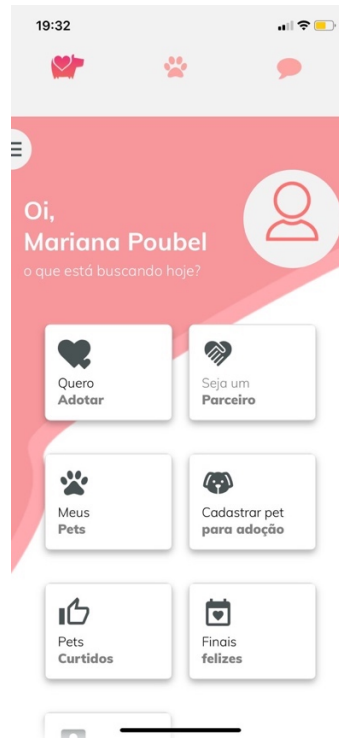 19:32
Oi,
Mariana Poubel
o que está buscando hoje?
Quero
Adotar
Seja um
Parceiro
Meus
Pets
Cadastrar pet
para adoção
Pets
Curtidos
Finais
felizes